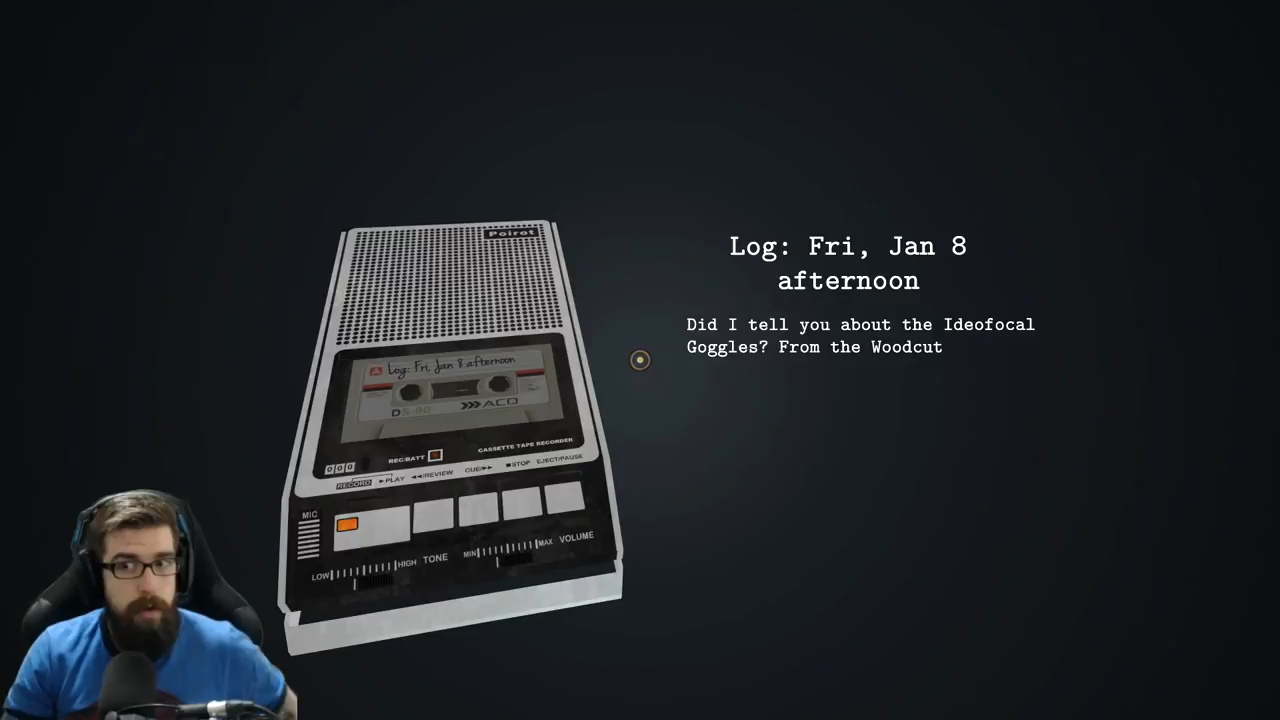 Poirot
Log: Fri, Jan 8
afternoon
Did I tell you about the Ideofocal
Goggles? From the Woodcut
Log: Fri, Jan 8 afternoon
A
DS-90 ACO
000
REC/BATT
CASSETTE TAPE RECORDER
RECORD ►PLAY ◄◄/REVIEW CUE/►► ■STOP EJECT/PAUSE
MIC
LOW HIGH TONE MIN MAX VOLUME